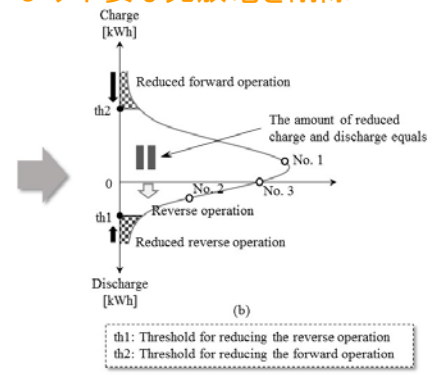 Charge
[kWh]
Reduced forward operation
th2
The amount of reduced
charge and discharge equals
No. 1
0
No. 2
No. 3
th1
Reverse operation
Reduced reverse operation
Discharge
[kWh]
(b)
th1: Threshold for reducing the reverse operation
th2: Threshold for reducing the forward operation